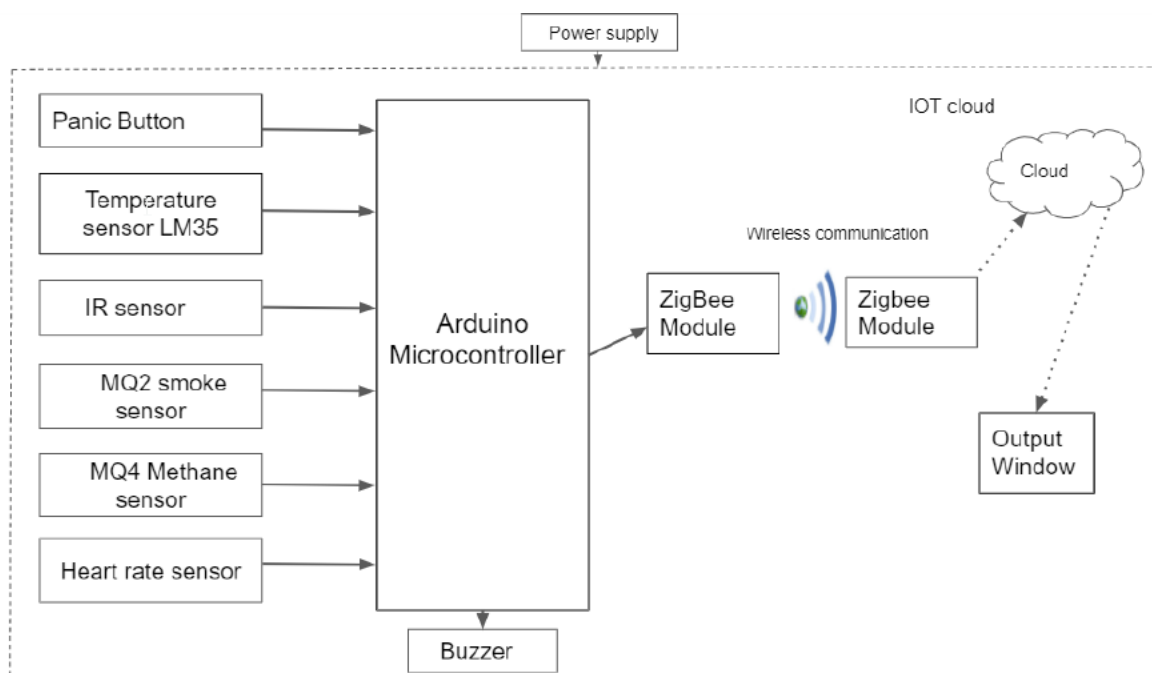 Power supply
IOT cloud
Panic Button
Cloud
Temperature
sensor LM35
Wireless communication
ZigBee
Module
Zigbee
Module
IR sensor
Arduino
Microcontroller
MQ2 smoke
sensor
Output
Window
MQ4 Methane
sensor
Heart rate sensor
Buzzer